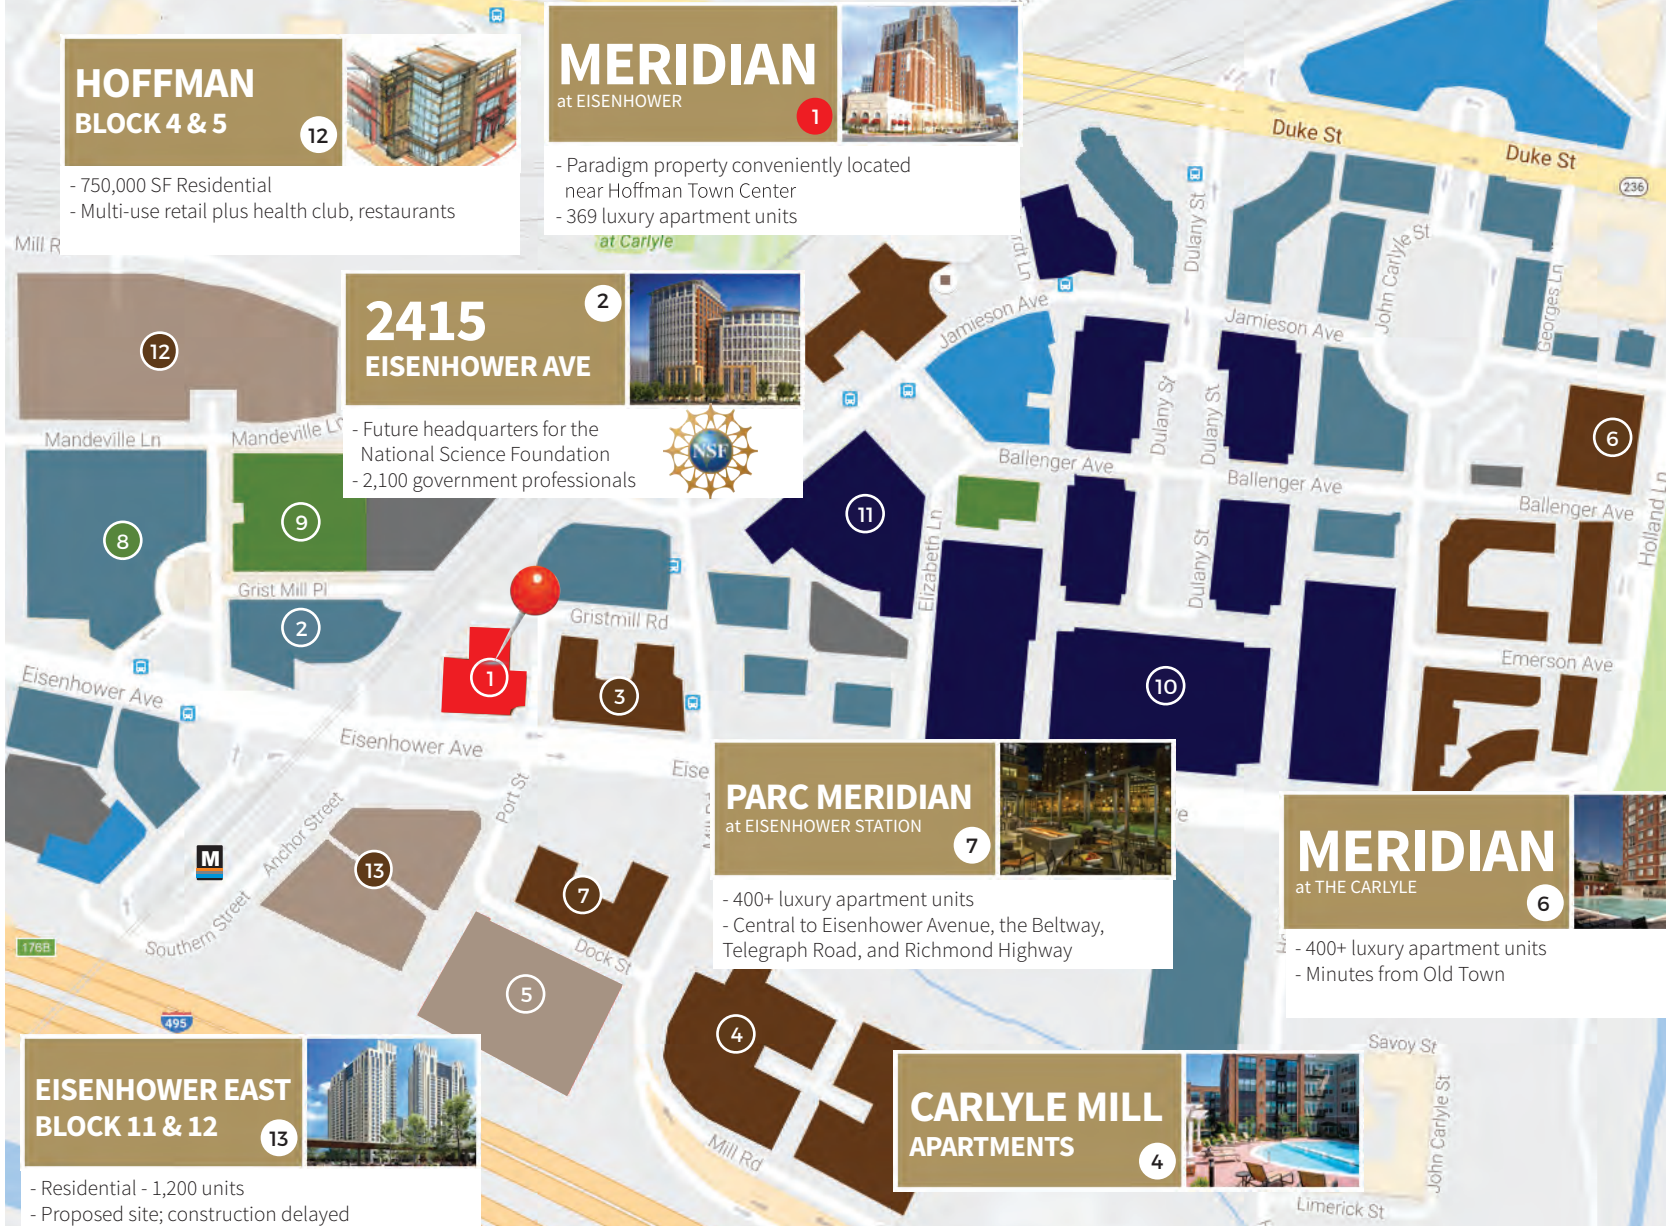 HOFFMAN
BLOCK 4 & 5
12
- 750,000 SF Residential
- Multi-use retail plus health club, restaurants
MERIDIAN
at EISENHOWER
1
- Paradigm property conveniently located
near Hoffman Town Center
- 369 luxury apartment units
at Carlyle
Duke St
Duke St
236
Mill R
2415
EISENHOWER AVE
2
- Future headquarters for the
National Science Foundation
- 2,100 government professionals
NSF
12
Mandeville Ln
Mandeville Ln
Dulany St
John Carlyle St
Georges Ln
Jamieson Ave
Jamieson Ave
Dulany St
Dulany St
6
Ballenger Ave
Ballenger Ave
Ballenger Ave
Holland Ln
8
9
11
Elizabeth Ln
Dulany St
Grist Mill Pl
Gristmill Rd
2
1
3
10
Emerson Ave
Eisenhower Ave
Eisenhower Ave
Eise
Port St
Anchor Street
M
Southern Street
13
7
Dock St
5
4
176B
495
PARC MERIDIAN
at EISENHOWER STATION
7
- 400+ luxury apartment units
- Central to Eisenhower Avenue, the Beltway,
Telegraph Road, and Richmond Highway
MERIDIAN
at THE CARLYLE
6
- 400+ luxury apartment units
- Minutes from Old Town
EISENHOWER EAST
BLOCK 11 & 12
13
- Residential - 1,200 units
- Proposed site; construction delayed
Mill Rd
CARLYLE MILL
APARTMENTS
4
Savoy St
John Carlyle St
Limerick St